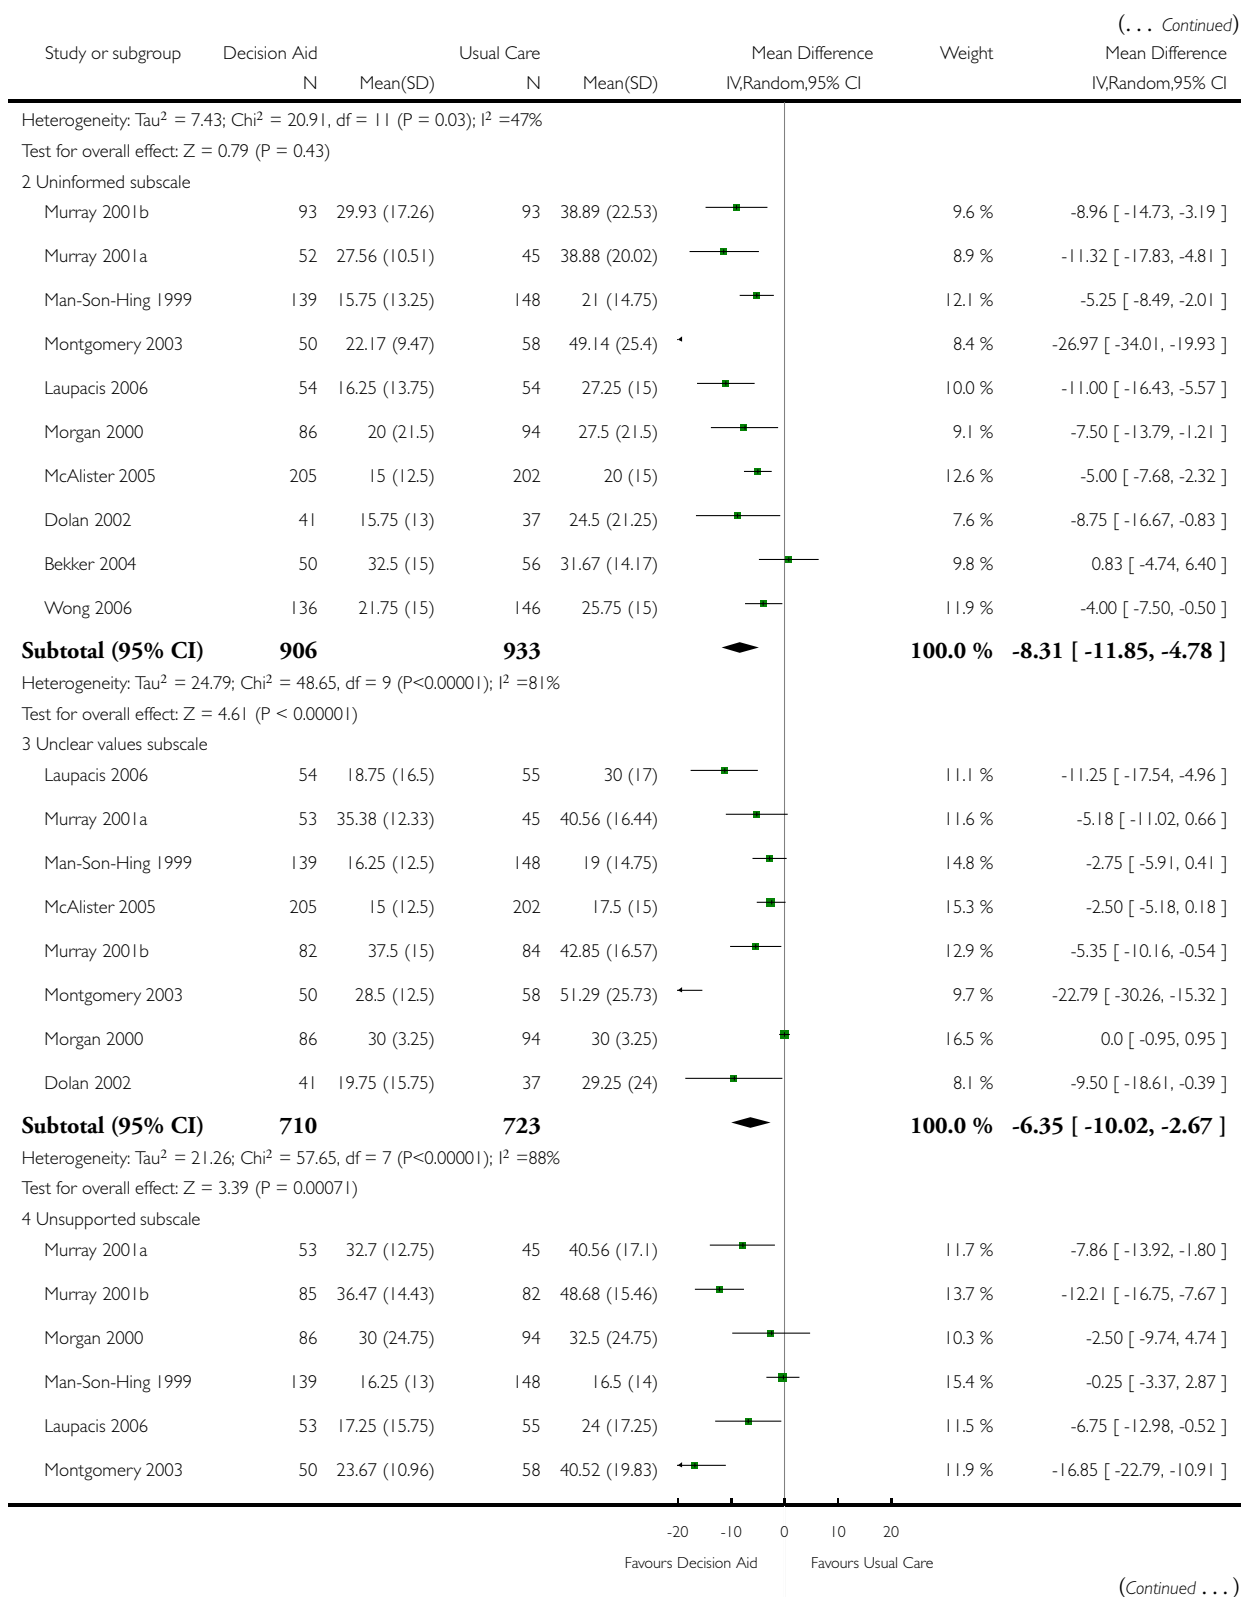 (. . . Continued)
Study or subgroup Decision Aid Usual Care Mean Difference Weight Mean Difference
N Mean(SD) N Mean(SD) IV,Random,95% CI IV,Random,95% CI
Heterogeneity: Tau² = 7.43; Chi² = 20.91, df = 11 (P = 0.03); I² =47%
Test for overall effect: Z = 0.79 (P = 0.43)
2 Uninformed subscale
Murray 2001b 93 29.93 (17.26) 93 38.89 (22.53) 9.6 % -8.96 [ -14.73, -3.19 ]
Murray 2001a 52 27.56 (10.51) 45 38.88 (20.02) 8.9 % -11.32 [ -17.83, -4.81 ]
Man-Son-Hing 1999 139 15.75 (13.25) 148 21 (14.75) 12.1 % -5.25 [ -8.49, -2.01 ]
Montgomery 2003 50 22.17 (9.47) 58 49.14 (25.4) 8.4 % -26.97 [ -34.01, -19.93 ]
Laupacis 2006 54 16.25 (13.75) 54 27.25 (15) 10.0 % -11.00 [ -16.43, -5.57 ]
Morgan 2000 86 20 (21.5) 94 27.5 (21.5) 9.1 % -7.50 [ -13.79, -1.21 ]
McAlister 2005 205 15 (12.5) 202 20 (15) 12.6 % -5.00 [ -7.68, -2.32 ]
Dolan 2002 41 15.75 (13) 37 24.5 (21.25) 7.6 % -8.75 [ -16.67, -0.83 ]
Bekker 2004 50 32.5 (15) 56 31.67 (14.17) 9.8 % 0.83 [ -4.74, 6.40 ]
Wong 2006 136 21.75 (15) 146 25.75 (15) 11.9 % -4.00 [ -7.50, -0.50 ]
Subtotal (95% CI) 906 933 100.0 % -8.31 [ -11.85, -4.78 ]
Heterogeneity: Tau² = 24.79; Chi² = 48.65, df = 9 (P<0.00001); I² =81%
Test for overall effect: Z = 4.61 (P < 0.00001)
3 Unclear values subscale
Laupacis 2006 54 18.75 (16.5) 55 30 (17) 11.1 % -11.25 [ -17.54, -4.96 ]
Murray 2001a 53 35.38 (12.33) 45 40.56 (16.44) 11.6 % -5.18 [ -11.02, 0.66 ]
Man-Son-Hing 1999 139 16.25 (12.5) 148 19 (14.75) 14.8 % -2.75 [ -5.91, 0.41 ]
McAlister 2005 205 15 (12.5) 202 17.5 (15) 15.3 % -2.50 [ -5.18, 0.18 ]
Murray 2001b 82 37.5 (15) 84 42.85 (16.57) 12.9 % -5.35 [ -10.16, -0.54 ]
Montgomery 2003 50 28.5 (12.5) 58 51.29 (25.73) 9.7 % -22.79 [ -30.26, -15.32 ]
Morgan 2000 86 30 (3.25) 94 30 (3.25) 16.5 % 0.0 [ -0.95, 0.95 ]
Dolan 2002 41 19.75 (15.75) 37 29.25 (24) 8.1 % -9.50 [ -18.61, -0.39 ]
Subtotal (95% CI) 710 723 100.0 % -6.35 [ -10.02, -2.67 ]
Heterogeneity: Tau² = 21.26; Chi² = 57.65, df = 7 (P<0.00001); I² =88%
Test for overall effect: Z = 3.39 (P = 0.00071)
4 Unsupported subscale
Murray 2001a 53 32.7 (12.75) 45 40.56 (17.1) 11.7 % -7.86 [ -13.92, -1.80 ]
Murray 2001b 85 36.47 (14.43) 82 48.68 (15.46) 13.7 % -12.21 [ -16.75, -7.67 ]
Morgan 2000 86 30 (24.75) 94 32.5 (24.75) 10.3 % -2.50 [ -9.74, 4.74 ]
Man-Son-Hing 1999 139 16.25 (13) 148 16.5 (14) 15.4 % -0.25 [ -3.37, 2.87 ]
Laupacis 2006 53 17.25 (15.75) 55 24 (17.25) 11.5 % -6.75 [ -12.98, -0.52 ]
Montgomery 2003 50 23.67 (10.96) 58 40.52 (19.83) 11.9 % -16.85 [ -22.79, -10.91 ]
-20 -10 0 10 20
Favours Decision Aid Favours Usual Care
(Continued . . . )